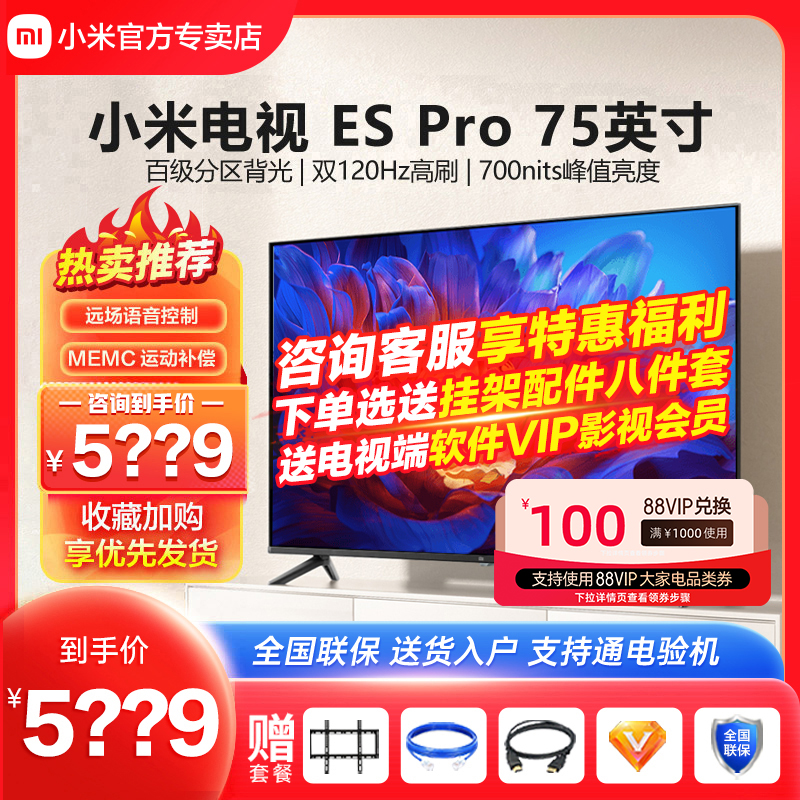 小米官方专卖店
小米电视 ES Pro 75英寸
百级分区背光 | 双120Hz高刷 | 700nits峰值亮度
热卖推荐
远场语音控制
MEMC 运动补偿
咨询到手价
¥5??9
收藏加购
享优先发货
咨询客服享特惠福利
下单选送挂架配件八件套
送电视端软件VIP影视会员
¥100
88VIP兑换
满¥1000使用
支持使用88VIP大家电品类券
下拉详情页查看领券步骤
到手价
¥5??9
全国联保 送货入户 支持通电验机
赠
套餐
全国
联保